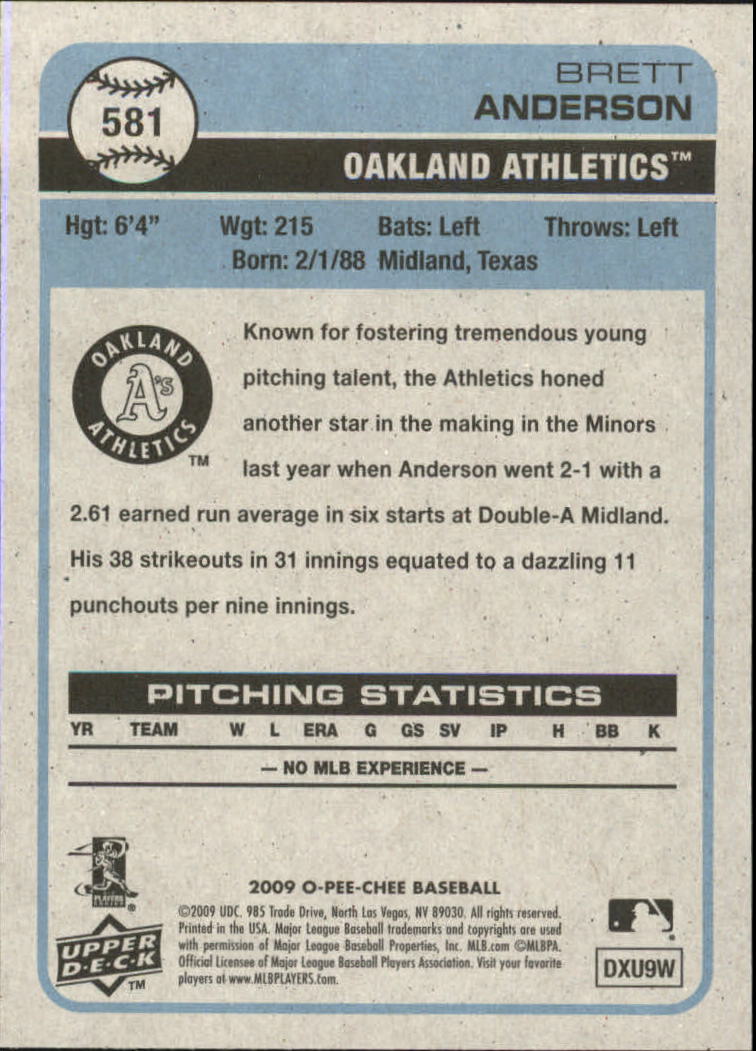 581
BRETT
ANDERSON
OAKLAND ATHLETICS™
Hgt: 6'4" Wgt: 215 Bats: Left Throws: Left
Born: 2/1/88 Midland, Texas
OAKLAND
A's
ATHLETICS
TM
Known for fostering tremendous young
pitching talent, the Athletics honed
another star in the making in the Minors
last year when Anderson went 2-1 with a
2.61 earned run average in six starts at Double-A Midland.
His 38 strikeouts in 31 innings equated to a dazzling 11
punchouts per nine innings.
PITCHING STATISTICS
YR TEAM W L ERA G GS SV IP H BB K
— NO MLB EXPERIENCE —
PLAYERS
®
2009 O-PEE-CHEE BASEBALL
©2009 UDC. 985 Trade Drive, North Las Vegas, NV 89030. All rights reserved.
Printed in the USA. Major League Baseball trademarks and copyrights are used
with permission of Major League Baseball Properties, Inc. MLB.com ©MLBPA.
Official Licensee of Major League Baseball Players Association. Visit your favorite
players at www.MLBPLAYERS.com.
UPPER
D·E·C·K
TM
DXU9W